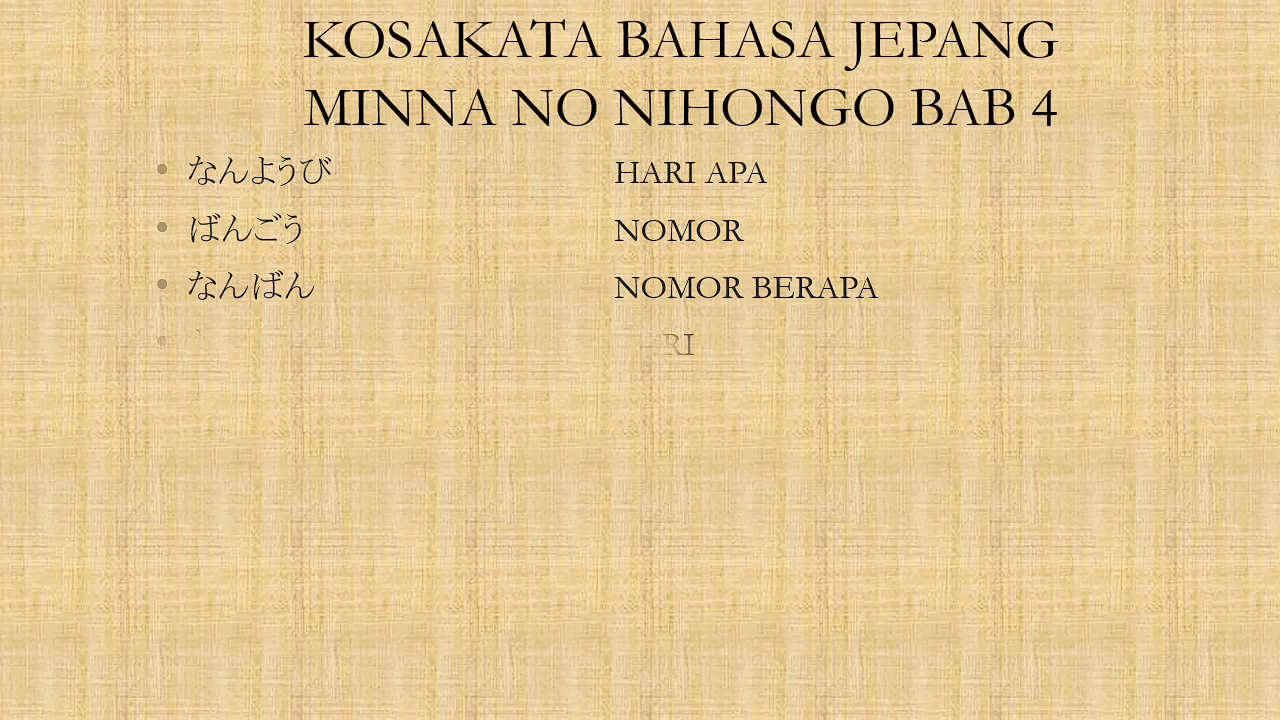 KOSAKATA BAHASA JEPANG
MINNA NO NIHONGO BAB 4
• なんようび HARI APA
• ばんごう NOMOR
• なんばん NOMOR BERAPA